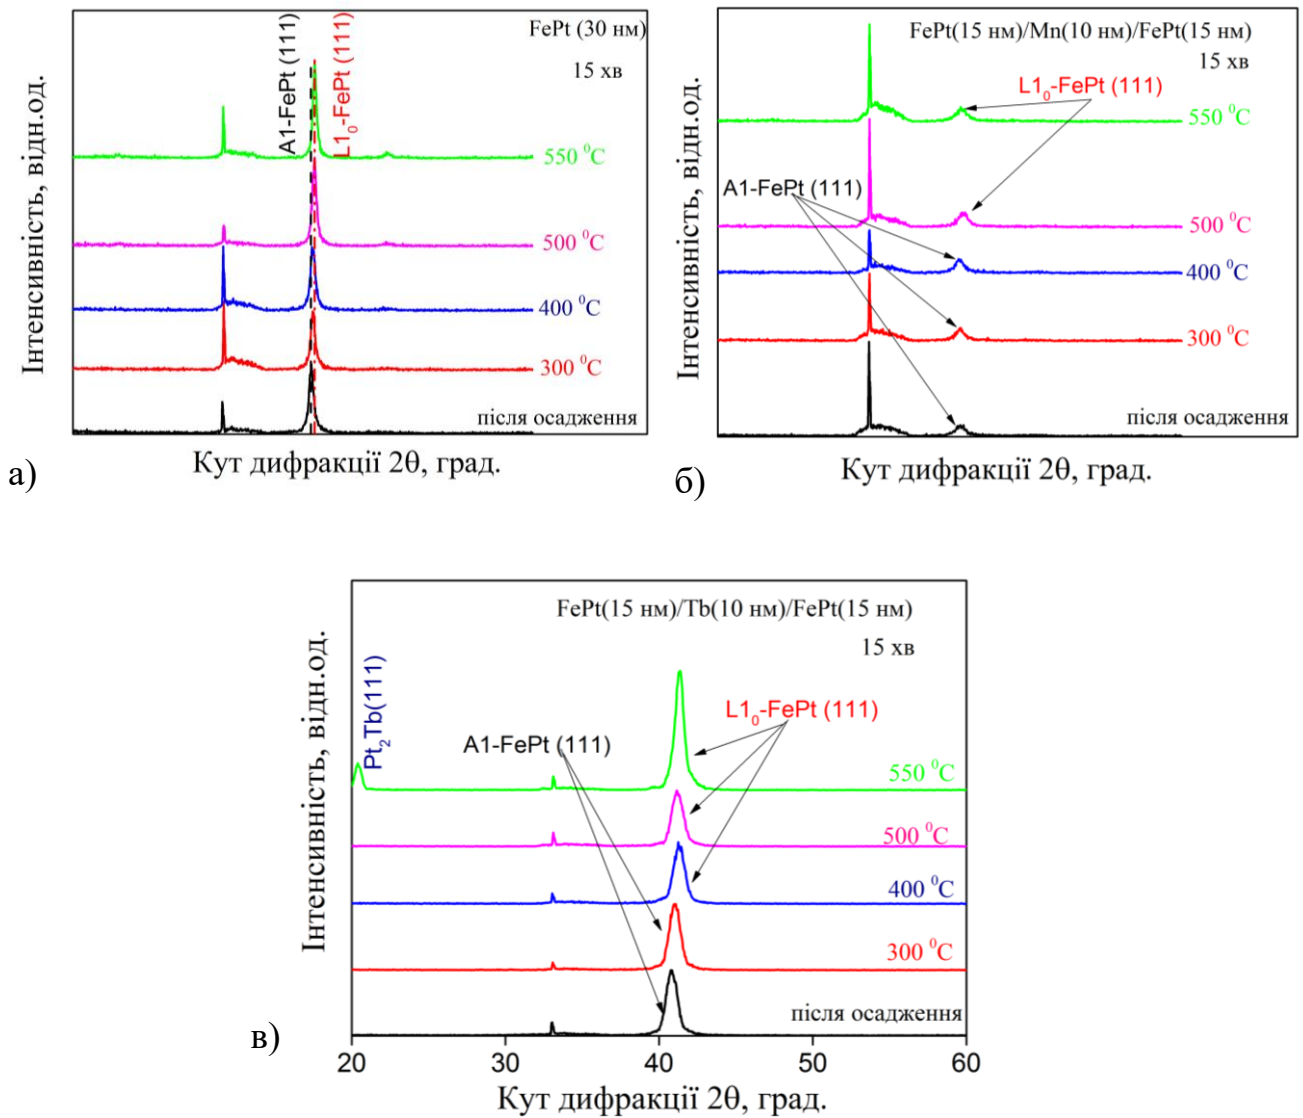 Інтенсивність, відн.од.
A1-FePt (111)
L1₀-FePt (111)
FePt (30 нм)
15 хв
550 ⁰C
500 ⁰C
400 ⁰C
300 ⁰C
після осадження
Кут дифракції 2θ, град.
а)
Інтенсивність, відн.од.
FePt(15 нм)/Mn(10 нм)/FePt(15 нм)
15 хв
L1₀-FePt (111)
550 ⁰C
A1-FePt (111)
500 ⁰C
400 ⁰C
300 ⁰C
після осадження
Кут дифракції 2θ, град.
б)
Інтенсивність, відн.од.
FePt(15 нм)/Tb(10 нм)/FePt(15 нм)
15 хв
Pt₂Tb(111)
L1₀-FePt (111)
A1-FePt (111)
550 ⁰C
500 ⁰C
400 ⁰C
300 ⁰C
після осадження
20 30 40 50 60
Кут дифракції 2θ, град.
в)